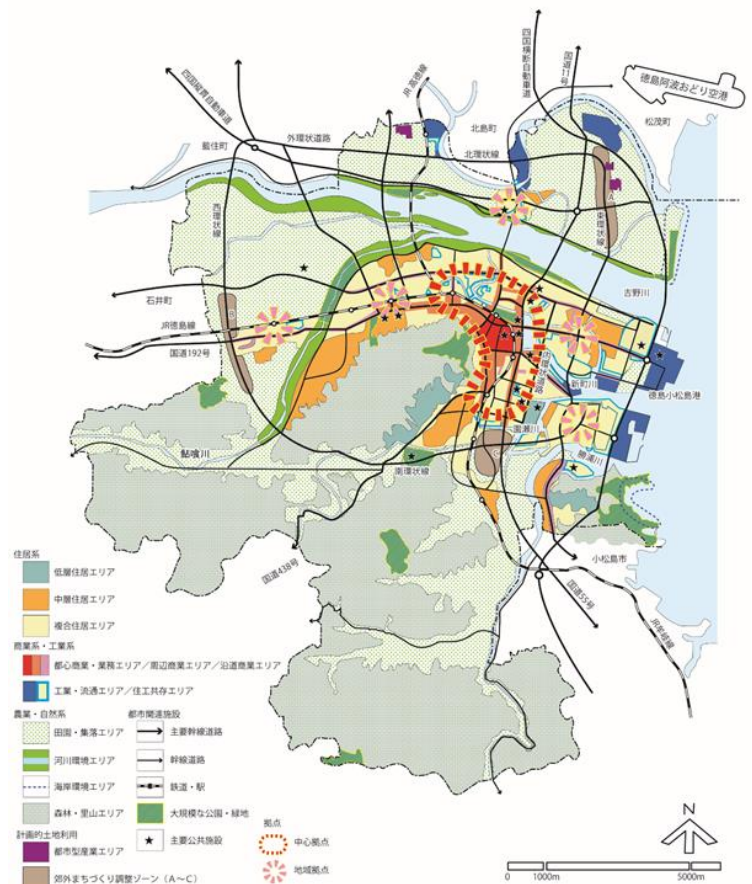 四国縦貫自動車道
JR高徳線
四国横断自動車道
国道11号
徳島阿波おどり空港
松茂町
北島町
藍住町
外環状道路
北環状線
西環状線
東環状線
A
石井町
吉野川
JR徳島線
B
国道192号
内環状道路
新町川
徳島小松島港
園瀬川
鮎喰川
C
勝浦川
南環状線
小松島市
国道438号
国道55号
JR牟岐線
住居系
低層住居エリア
中層住居エリア
複合住居エリア
商業系・工業系
都心商業・業務エリア/周辺商業エリア/沿道商業エリア
工業・流通エリア/住工共存エリア
農業・自然系
田園・集落エリア
河川環境エリア
海岸環境エリア
森林・里山エリア
計画的土地利用
都市型産業エリア
郊外まちづくり調整ゾーン(A~C)
都市関連施設
主要幹線道路
幹線道路
鉄道・駅
大規模な公園・緑地
主要公共施設
拠点
中心拠点
地域拠点
N
0 1000m 5000m